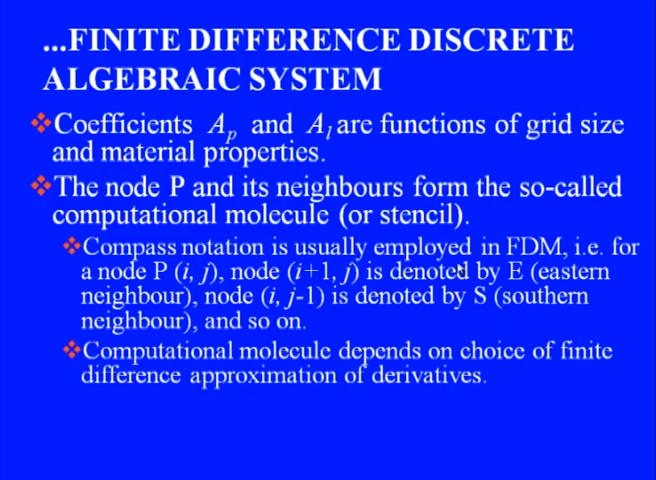 ...FINITE DIFFERENCE DISCRETE
ALGEBRAIC SYSTEM
❖Coefficients A_p and A_l are functions of grid size
and material properties.
❖The node P and its neighbours form the so-called
computational molecule (or stencil).
❖Compass notation is usually employed in FDM, i.e. for
a node P (i, j), node (i+1, j) is denoted by E (eastern
neighbour), node (i, j-1) is denoted by S (southern
neighbour), and so on.
❖Computational molecule depends on choice of finite
difference approximation of derivatives.